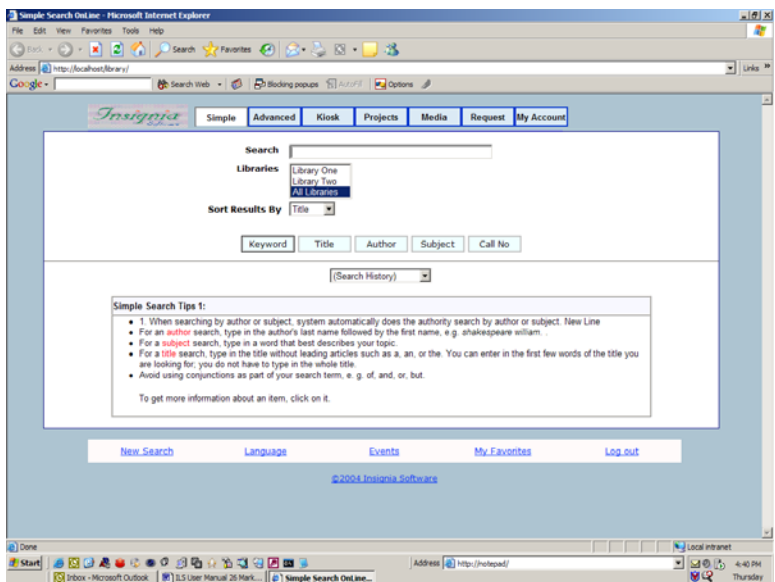 Simple Search OnLine - Microsoft Internet Explorer
File Edit View Favorites Tools Help
Back Search Favorites
Address http://localhost/library/ Links »
Google Search Web Blocking popups AutoFill Options
Insignia Simple Advanced Kiosk Projects Media Request My Account
Search
Libraries Library One
Library Two
All Libraries
Sort Results By Title
Keyword Title Author Subject Call No
(Search History)
Simple Search Tips 1:
1. When searching by author or subject, system automatically does the authority search by author or subject. New Line
For an author search, type in the author's last name followed by the first name, e.g. shakespeare william. .
For a subject search, type in a word that best describes your topic.
For a title search, type in the title without leading articles such as a, an, or the. You can enter in the first few words of the title you
are looking for; you do not have to type in the whole title.
Avoid using conjunctions as part of your search term, e. g. of, and, or, but.
To get more information about an item, click on it.
New Search Language Events My Favorites Log out
©2004 Insignia Software
Done Local intranet
Start Address http://notepad/ 4:40 PM
Inbox - Microsoft Outlook ILS User Manual 26 Mark... Simple Search OnLine... Thursday